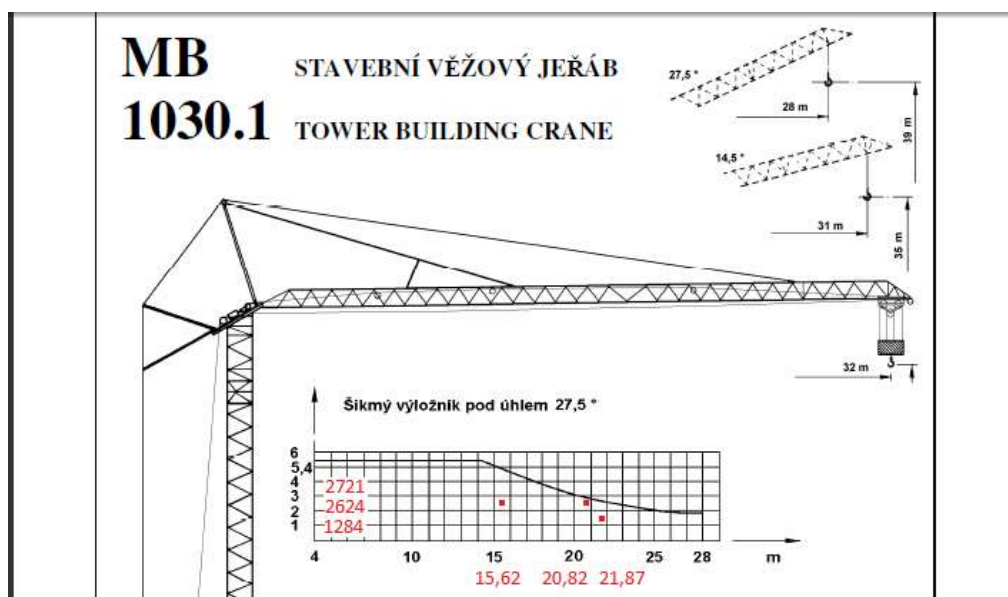 MB
STAVEBNÍ VĚŽOVÝ JEŘÁB
1030.1
TOWER BUILDING CRANE
27,5 °
28 m
39 m
14,5 °
31 m
35 m
32 m
Šikmý výložník pod úhlem 27,5 °
6
5,4
4
3
2
1
2721
2624
1284
4 10 15 20 25 28 m
15,62 20,82 21,87